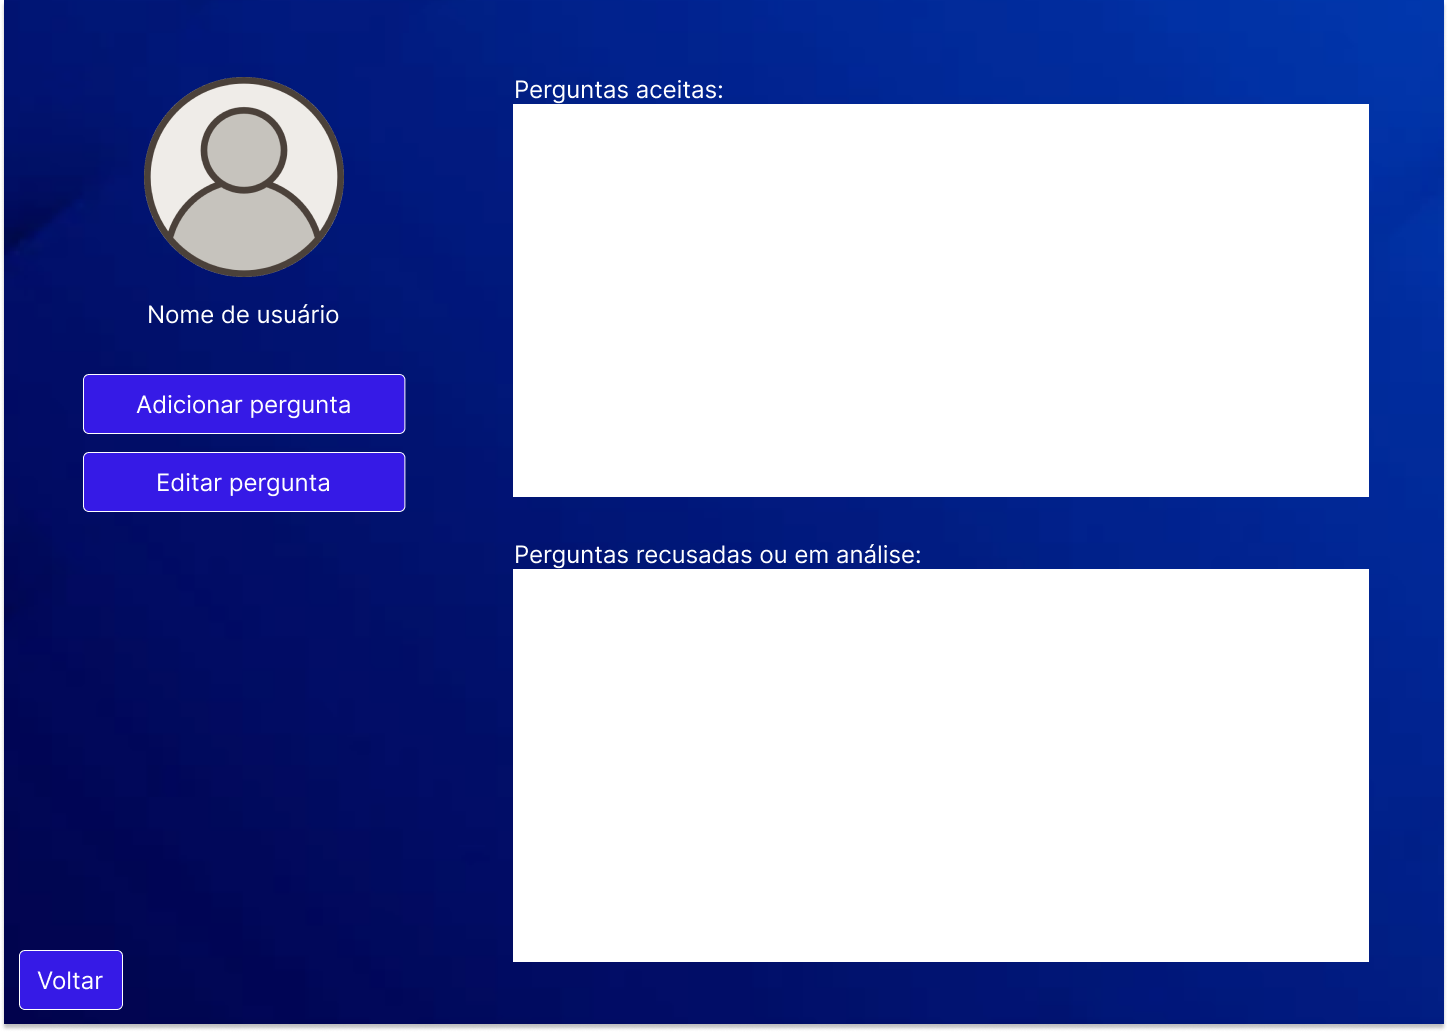 Nome de usuário
Adicionar pergunta
Editar pergunta
Voltar
Perguntas aceitas:
Perguntas recusadas ou em análise: